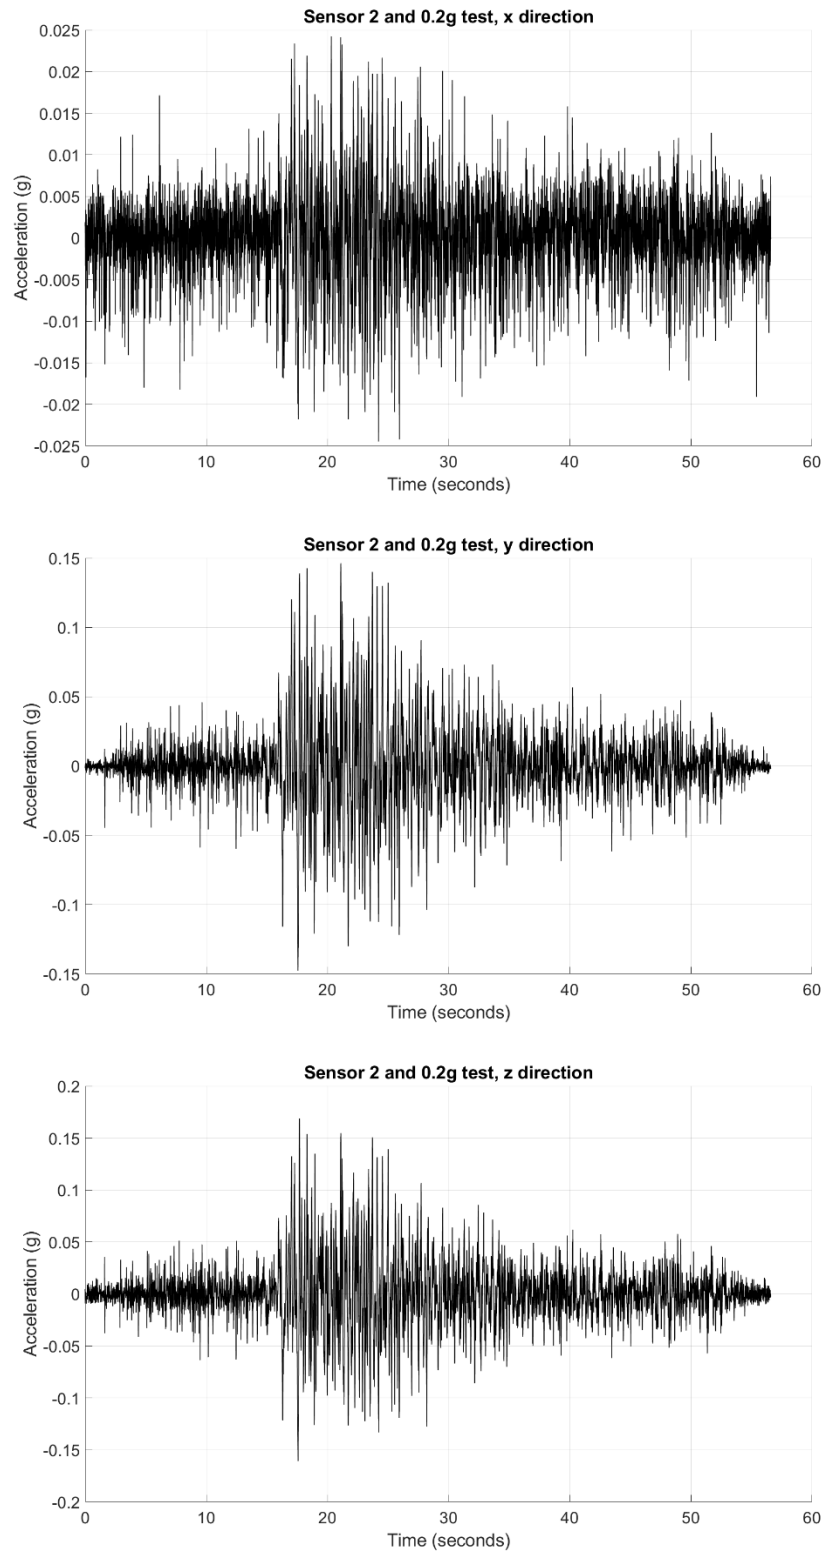 Sensor 2 and 0.2g test, x direction
0.025
0.02
0.015
0.01
0.005
0
-0.005
-0.01
-0.015
-0.02
-0.025
Acceleration (g)
0 10 20 30 40 50 60
Time (seconds)
Sensor 2 and 0.2g test, y direction
0.15
0.1
0.05
0
-0.05
-0.1
-0.15
Acceleration (g)
0 10 20 30 40 50 60
Time (seconds)
Sensor 2 and 0.2g test, z direction
0.2
0.15
0.1
0.05
0
-0.05
-0.1
-0.15
-0.2
Acceleration (g)
0 10 20 30 40 50 60
Time (seconds)